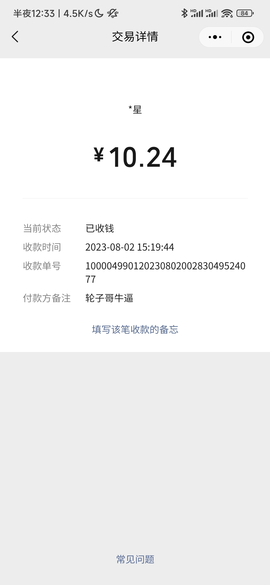 半夜12:33 | 4.5K/s
84
交易详情
*星
¥10.24
当前状态 已收钱
收款时间 2023-08-02 15:19:44
收款单号 100004990120230802002830495240
77
付款方备注 轮子哥牛逼
填写该笔收款的备忘
常见问题